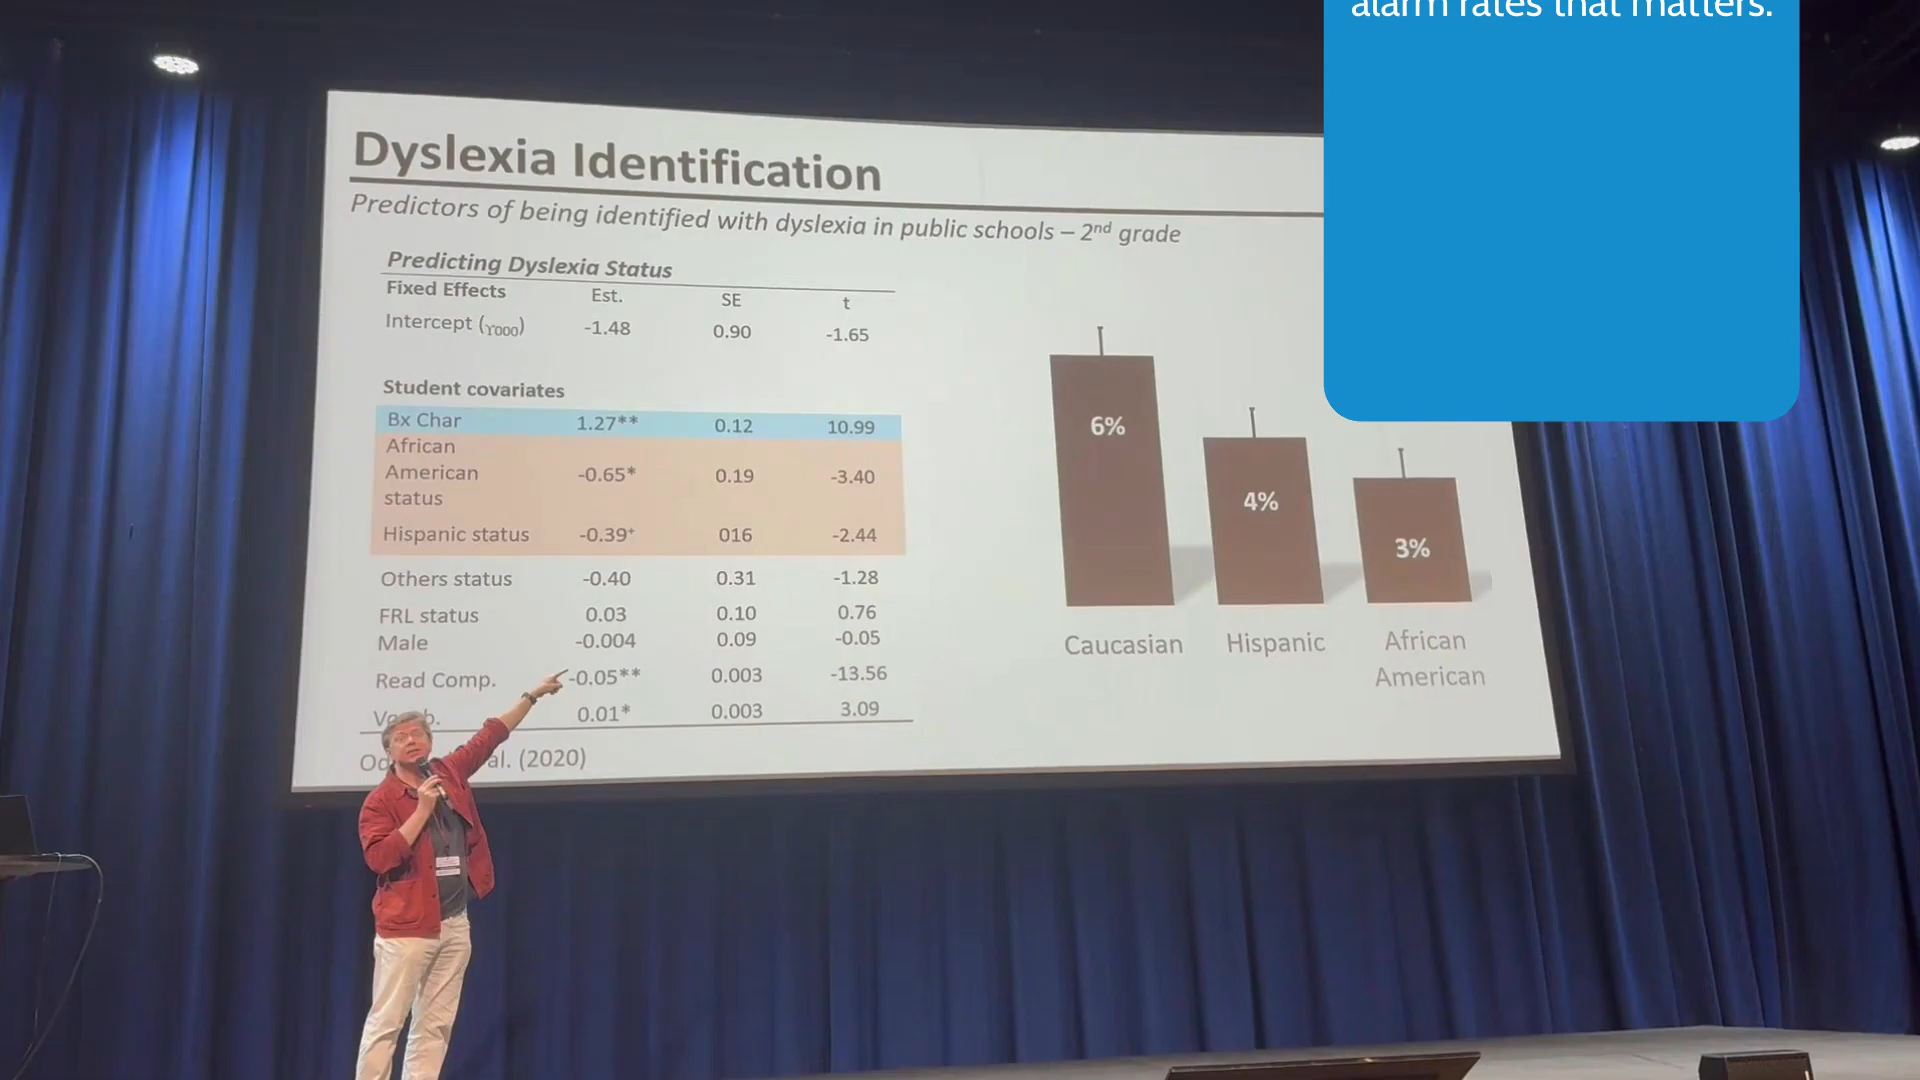 alarm rates that matters.
Dyslexia Identification
Predictors of being identified with dyslexia in public schools – 2nd grade
Predicting Dyslexia Status
Fixed Effects Est. SE t
Intercept (γ000) -1.48 0.90 -1.65
Student covariates
Bx Char 1.27** 0.12 10.99
African
American -0.65* 0.19 -3.40
status
Hispanic status -0.39+ 016 -2.44
Others status -0.40 0.31 -1.28
FRL status 0.03 0.10 0.76
Male -0.004 0.09 -0.05
Read Comp. -0.05** 0.003 -13.56
0.01* 0.003 3.09
al. (2020)
6%
4%
3%
Caucasian
Hispanic
African
American